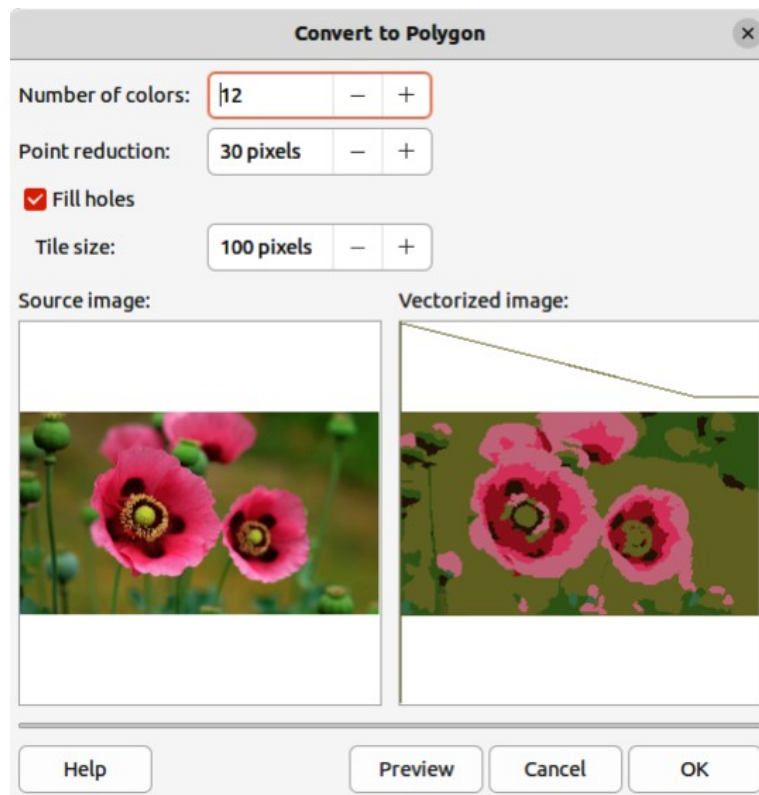 Convert to Polygon
Number of colors: 12
Point reduction: 30 pixels
Fill holes
Tile size: 100 pixels
Source image: Vectorized image:
Help Preview Cancel OK